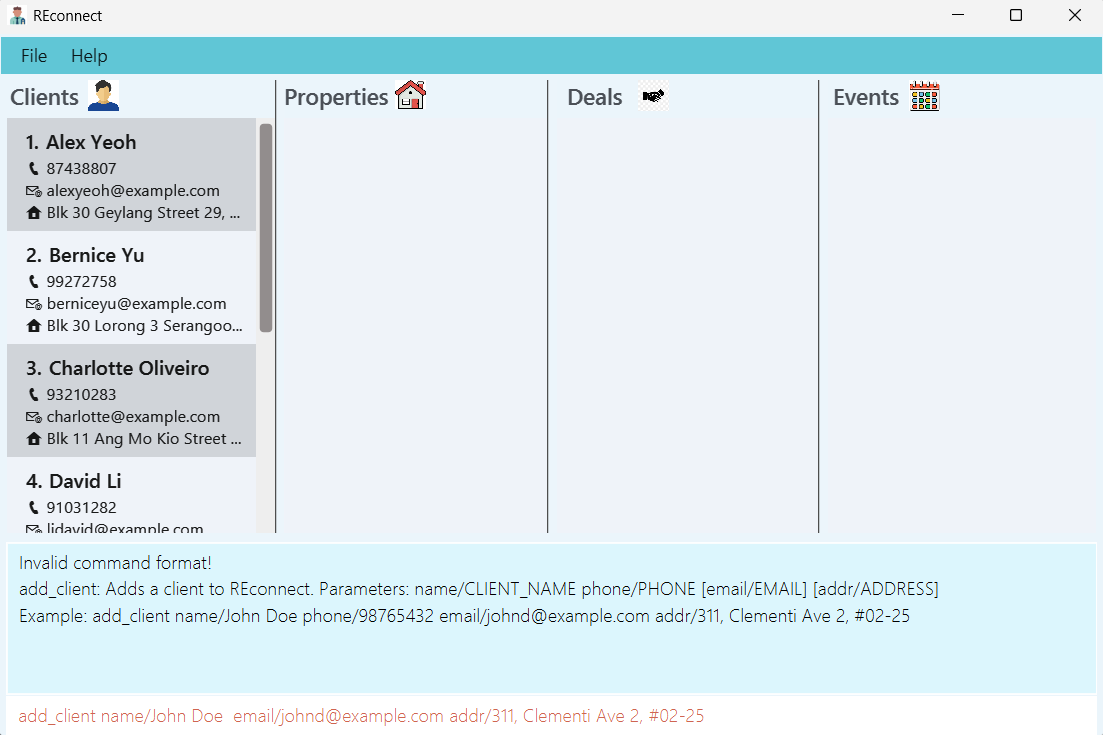 REconnect
File Help
Clients
Properties
Deals
Events
1. Alex Yeoh
87438807
alexyeoh@example.com
Blk 30 Geylang Street 29, ...
2. Bernice Yu
99272758
berniceyu@example.com
Blk 30 Lorong 3 Serangoo...
3. Charlotte Oliveiro
93210283
charlotte@example.com
Blk 11 Ang Mo Kio Street ...
4. David Li
91031282
lidavid@example.com
Invalid command format!
add_client: Adds a client to REconnect. Parameters: name/CLIENT_NAME phone/PHONE [email/EMAIL] [addr/ADDRESS]
Example: add_client name/John Doe phone/98765432 email/johnd@example.com addr/311, Clementi Ave 2, #02-25
add_client name/John Doe  email/johnd@example.com addr/311, Clementi Ave 2, #02-25